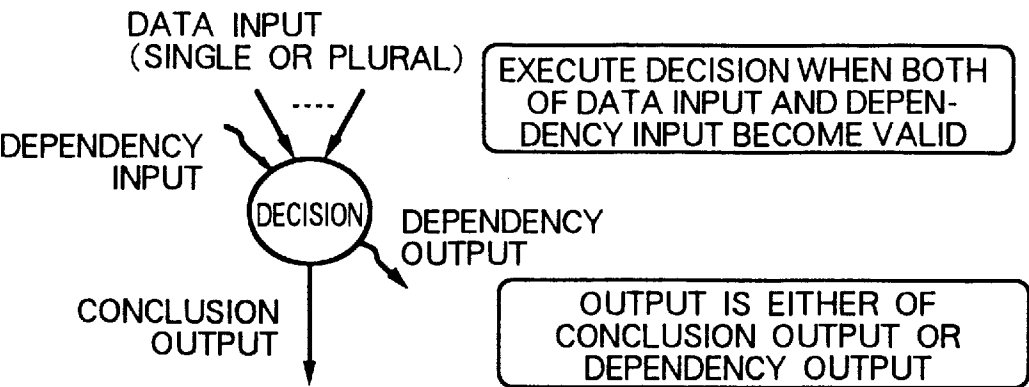 DATA INPUT
(SINGLE OR PLURAL)
EXECUTE DECISION WHEN BOTH
OF DATA INPUT AND DEPEN-
DENCY INPUT BECOME VALID
DEPENDENCY
INPUT
DECISION
DEPENDENCY
OUTPUT
CONCLUSION
OUTPUT
OUTPUT IS EITHER OF
CONCLUSION OUTPUT OR
DEPENDENCY OUTPUT